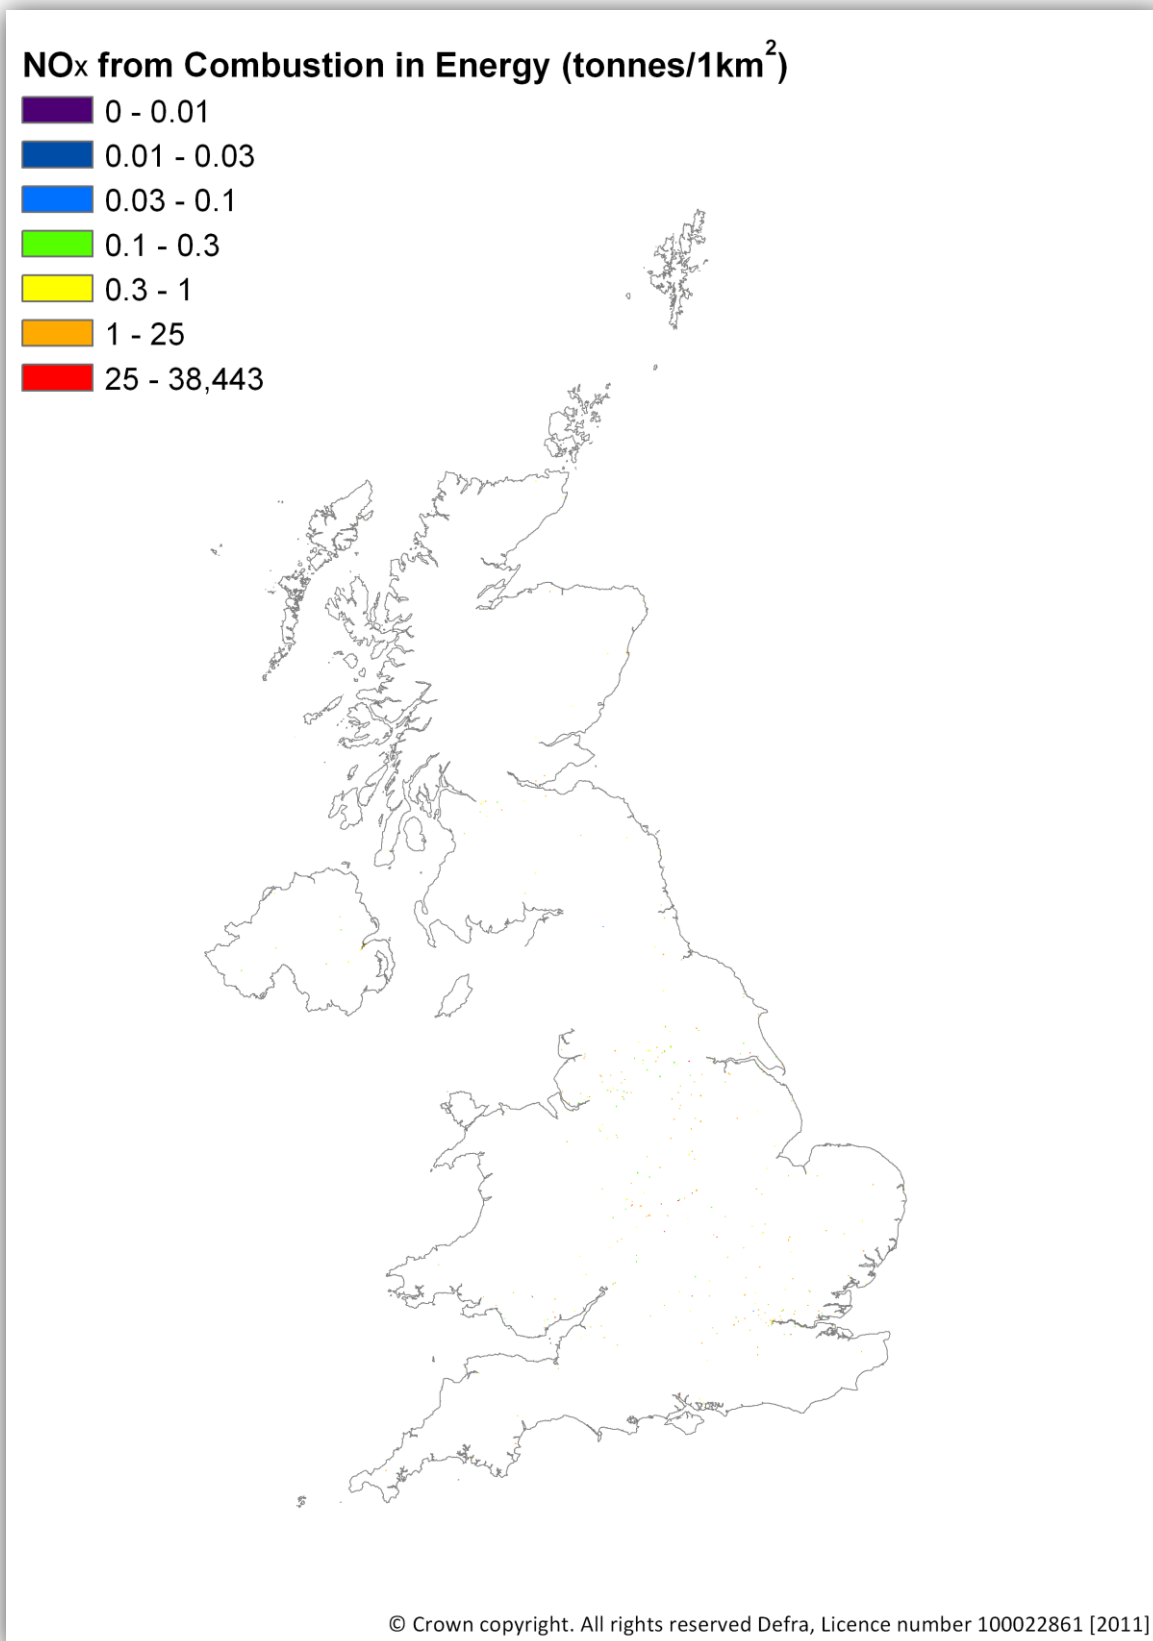 NOx from Combustion in Energy (tonnes/1km²)
0 - 0.01
0.01 - 0.03
0.03 - 0.1
0.1 - 0.3
0.3 - 1
1 - 25
25 - 38,443
© Crown copyright. All rights reserved Defra, Licence number 100022861 [2011]